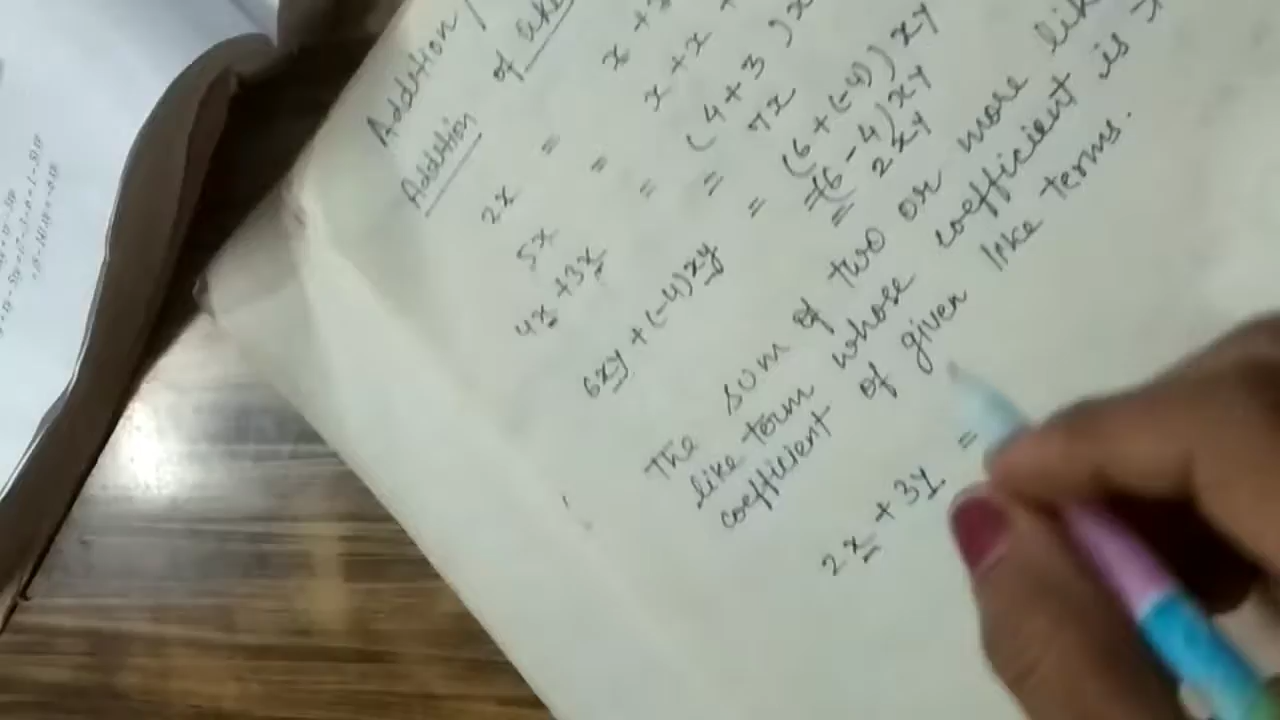 Addition /
Addition of like
2x = x +
5x = x + x +
4x + 3x = (4 + 3) x
= 7x
6xy + (-4) xy = (6 + (-4)) xy
= (6 - 4) xy
= 2xy
The sum of two or more like
like term whose coefficient is
coefficient of given like terms.
2x + 3y =